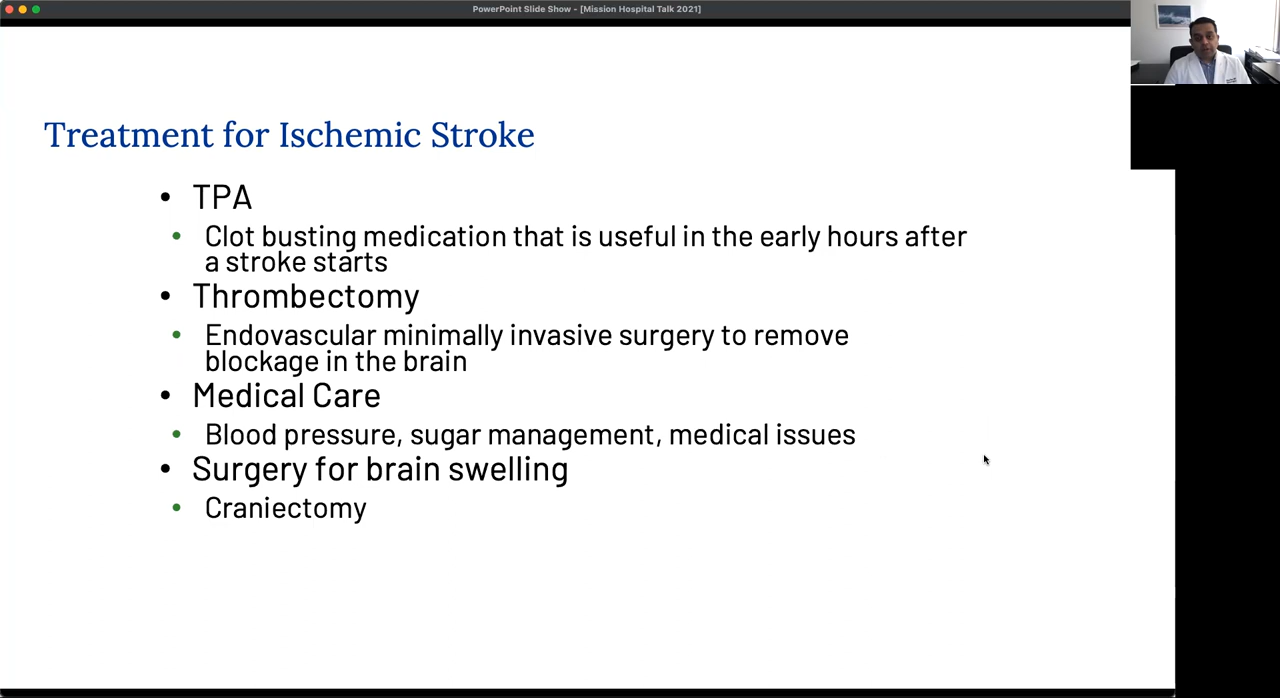 PowerPoint Slide Show - [Mission Hospital Talk 2021]
Treatment for Ischemic Stroke
• TPA
• Clot busting medication that is useful in the early hours after
a stroke starts
• Thrombectomy
• Endovascular minimally invasive surgery to remove
blockage in the brain
• Medical Care
• Blood pressure, sugar management, medical issues
• Surgery for brain swelling
• Craniectomy